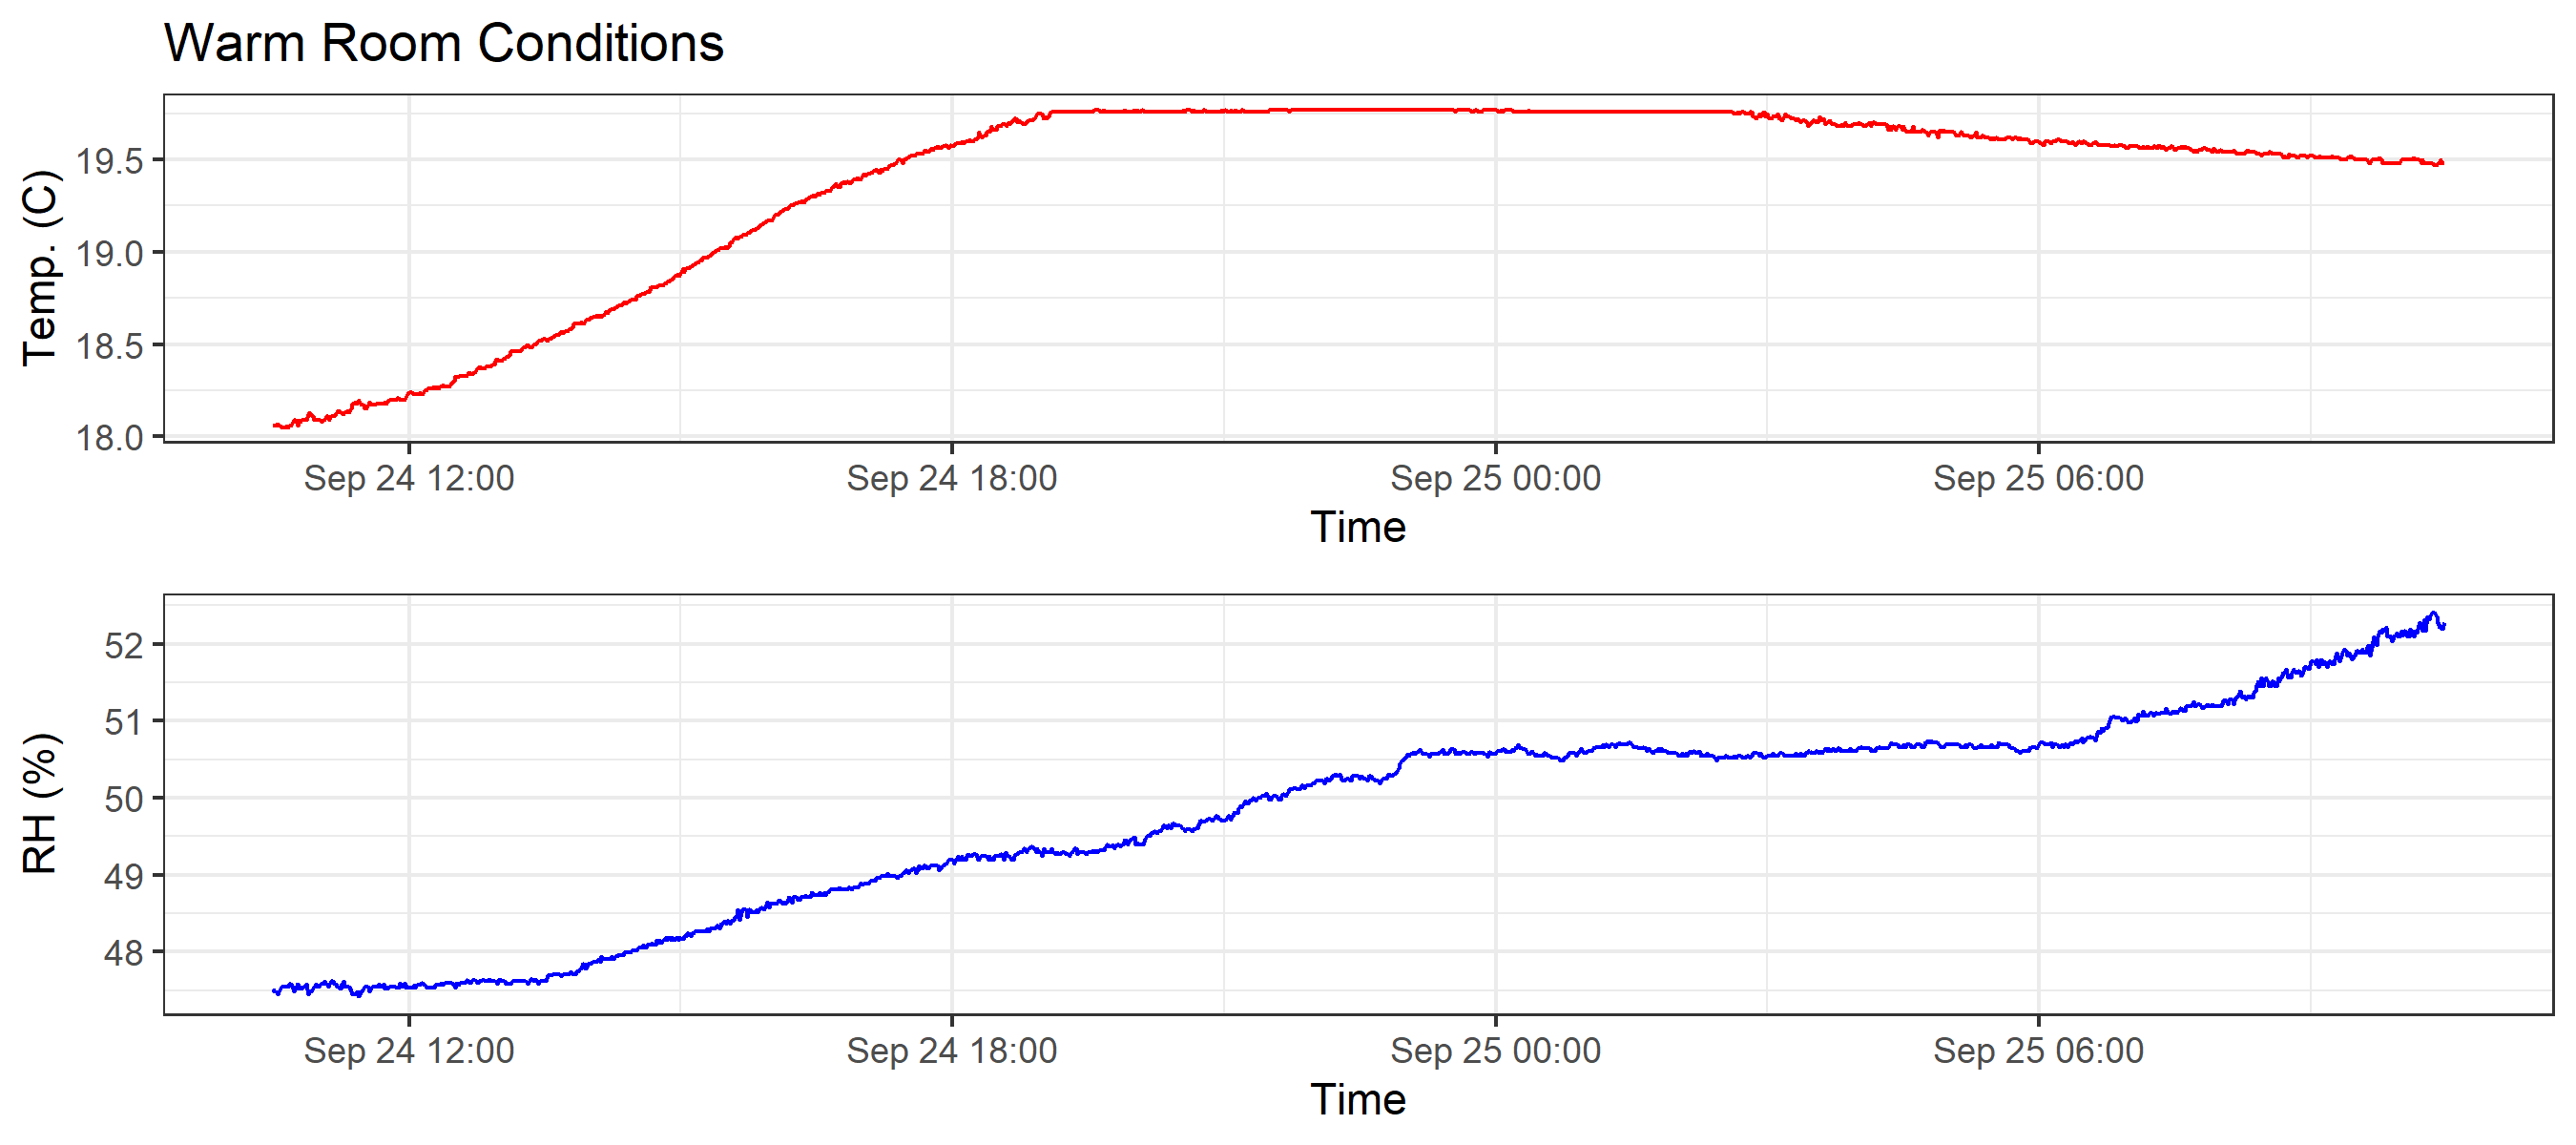 Warm Room Conditions
Temp. (C)
19.5
19.0
18.5
18.0
Sep 24 12:00 Sep 24 18:00 Sep 25 00:00 Sep 25 06:00
Time
RH (%)
52
51
50
49
48
Sep 24 12:00 Sep 24 18:00 Sep 25 00:00 Sep 25 06:00
Time